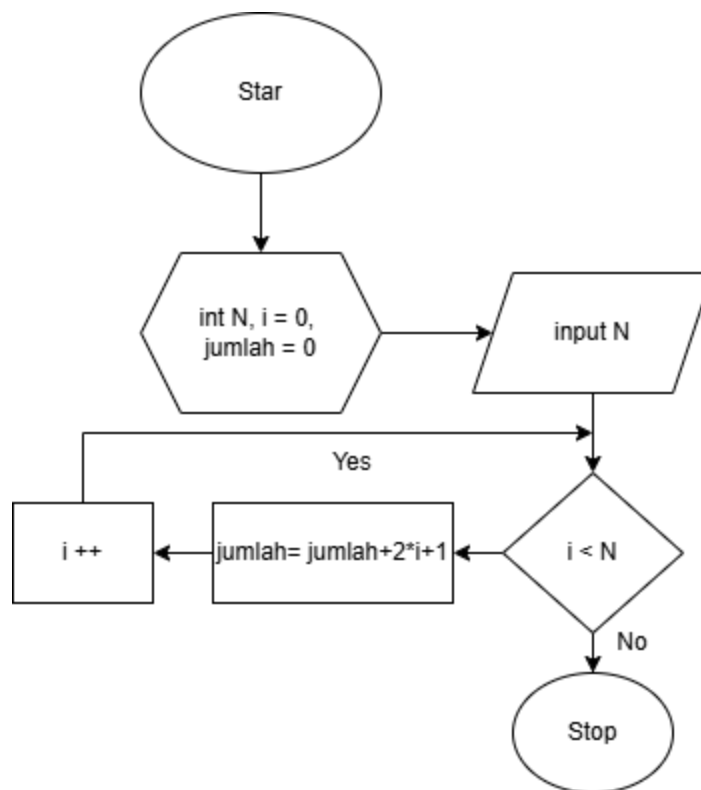 Star
int N, i = 0,
jumlah = 0
input N
Yes
i < N
jumlah= jumlah+2*i+1
i ++
No
Stop